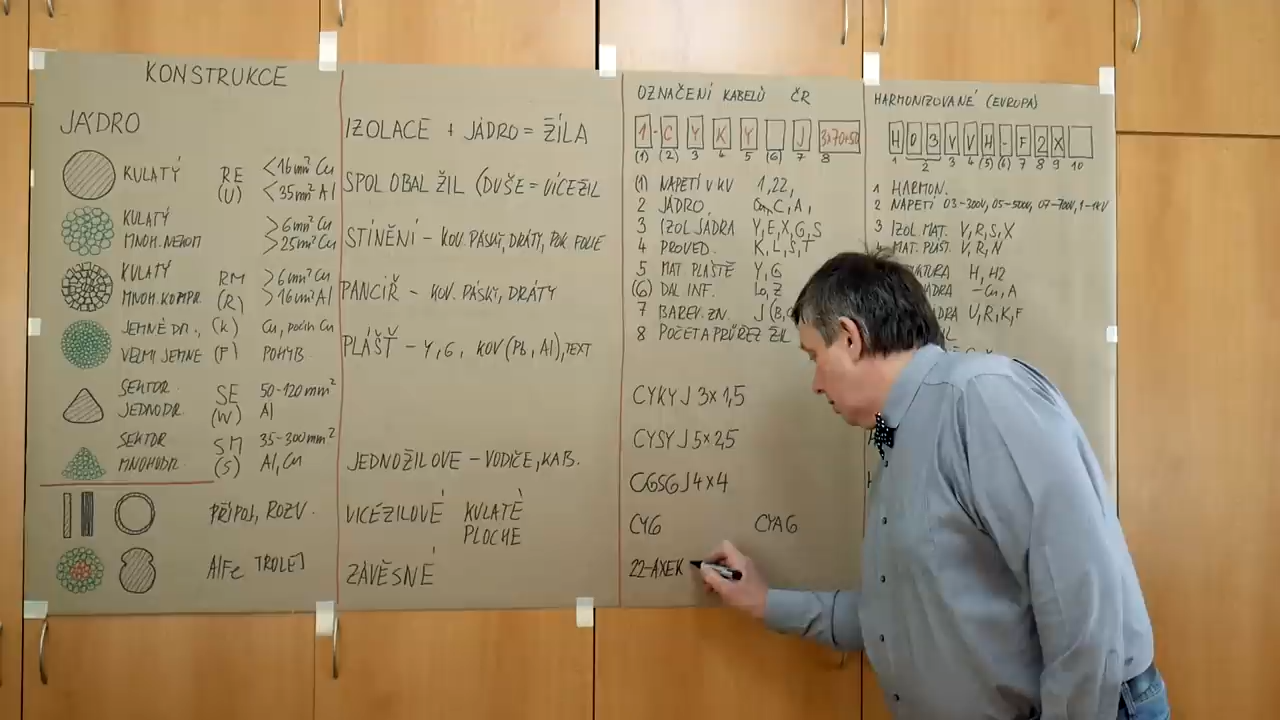 KONSTRUKCE
JÁDRO
KULATÝ RE <16mm² Cu
(U) <35mm² Al
KULATÝ >6mm² Cu
MNOH. NEKOM >25mm² Cu
KULATÝ RM >6mm² Cu
MNOH. KOMPR. (R) >16mm² Al
JEMNĚ DR., (K) Cu, pocín Cu
VELMI JEMNE (F) POHYB.
SEKTOR SE 50-120mm²
JEDNODR. (W) Al
SEKTOR SM 35-300mm²
MNOHODR. (S) Al, Cu
PŘÍPOJ, ROZV.
AlFe TROLEJ
IZOLACE + JÁDRO = ŽÍLA
SPOL OBAL ŽIL (DUŠE = VÍCEŽIL
STÍNĚNÍ - KOV. PÁSKY, DRÁTY, POK. FOLIE
PANCÍŘ - KOV. PÁSKY, DRÁTY
PLÁŠŤ - Y, G, KOV (Pb, Al), TEXT
JEDNOŽILOVÉ - VODIČE, KAB.
VÍCEŽILOVÉ KULATÉ
PLOCHÉ
ZÁVĚSNÉ
OZNAČENÍ KABELŮ ČR
1 - C Y K Y J 3x70+50
(1) (2) 3 4 5 (6) 7 8
(1) NAPĚTÍ V KV 1,22,
2 JÁDRO C, A,
3 IZOL JÁDRA Y, E, X, G, S
4 PROVED. K, L, S, T
5 MAT PLÁŠTĚ Y, G
(6) DAL INF. Lo, Z
7 BAREV. ZN. J (B,
8 POČET A PRŮŘEZ ŽIL
CYKY J 3x1,5
CYSY J 5x2,5
CGSG J 4x4
CYG CYAG
22-AXEK
HARMONIZOVANÉ (EVROPA)
H 0 3 V V H - F 2 X
1 2 3 4 (5) (6) 7 8 9 10
1 HARMON.
2 NAPĚTÍ 03-300V, 05-500V, 07-700V, 1-1KV
3 IZOL. MAT. V, R, S, X
4 MAT. PLÁŠT. V, R, N
H, H2
- Cu, A
U, R, K, F